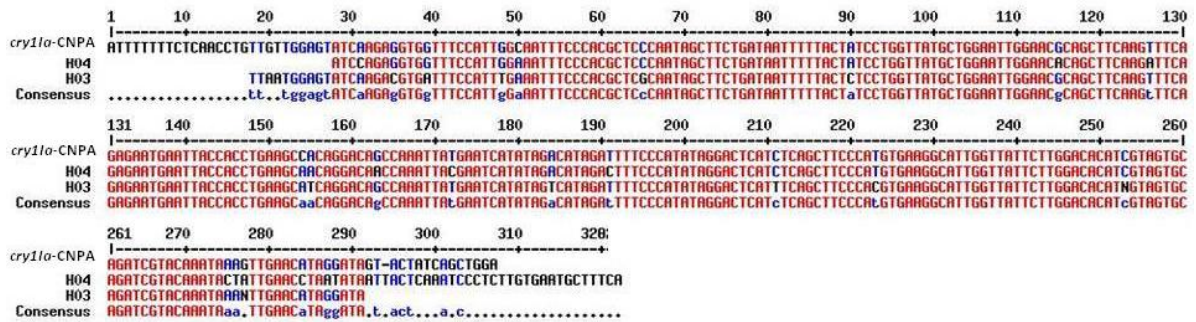 1 10 20 30 40 50 60 70 80 90 100 110 120 130
cry1Ia-CNPA ATTTTTTTCTCAACCTGTTGTTGGAGTATCAAGAGGTGGTTTCCATTGGCAATTTCCCACGCTCCCAATAGCTTCTGATAATTTTTACTATCCTGGTTATGCTGGAATTGGAACGCAGCTTCAAGTTTCA
H04 ATCCAGAGGTGGTTTCCATTGGAAATTTCCCACGCTCCCAATAGCTTCTGATAATTTTTACTATCCTGGTTATGCTGGAATTGGAACACAGCTTCAAGATTCA
H03 TTAATGGAGTATCAAGACGTGATTTCCATTTGAAATTTCCCACGCTCGCAATAGCTTCTGATAATTTTTACTCTCCTGGTTATGCTGGAATTGGAACGCAGCTTCAAGTTTCA
Consensus .................tt..tggagTATCaAGAgGTGgTTTCCATTgGaAATTTCCCACGCTCcCAATAGCTTCTGATAATTTTTACTaTCCTGGTTATGCTGGAATTGGAACgCAGCTTCAAGtTTCA
131 140 150 160 170 180 190 200 210 220 230 240 250 260
cry1Ia-CNPA GAGAATGAATTACCACCTGAAGCCACAGGACAGCCAAATTATGAATCATATAGACATAGATTTTCCCATATAGGACTCATCTCAGCTTCCCATGTGAAGGCATTGGTTATTCTTGGACACATCGTAGTGC
H04 GAGAATGAATTACCACCTGAAGCAACAGGACAACCAAATTACGAATCATATAGACATAGACTTTCCCATATAGGACTCATCTCAGCTTCCCATGTGAAGGCATTGGTTATTCTTGGACACATCGTAGTGC
H03 GAGAATGAATTACCACCTGAAGCATCAGGACAGCCAAATTATGAATCATATAGTCATAGATTTTCCCATATAGGACTCATTTCAGCTTCCCACGTGAAGGCATTGGTTATTCTTGGACACATNGTAGTGC
Consensus GAGAATGAATTACCACCTGAAGCaaCAGGACAgCCAAATTAtGAATCATATAGaCATAGAtTTTCCCATATAGGACTCATcTCAGCTTCCCAtGTGAAGGCATTGGTTATTCTTGGACACATcGTAGTGC
261 270 280 290 300 310
cry1Ia-CNPA AGATCGTACAAATAAAGTTGAACATAGGATAGT-ACTATCAGCTGGA
H04 AGATCGTACAAATACTATTGAACCTAATATAATTACTCAAATCCCTCTTGTGAATGCTTTCA
H03 AGATCGTACAAATAAANTTGAACATAGGATA
Consensus AGATCGTACAAATAaa.TTGAACaTAggATA.t.act...a.c...................